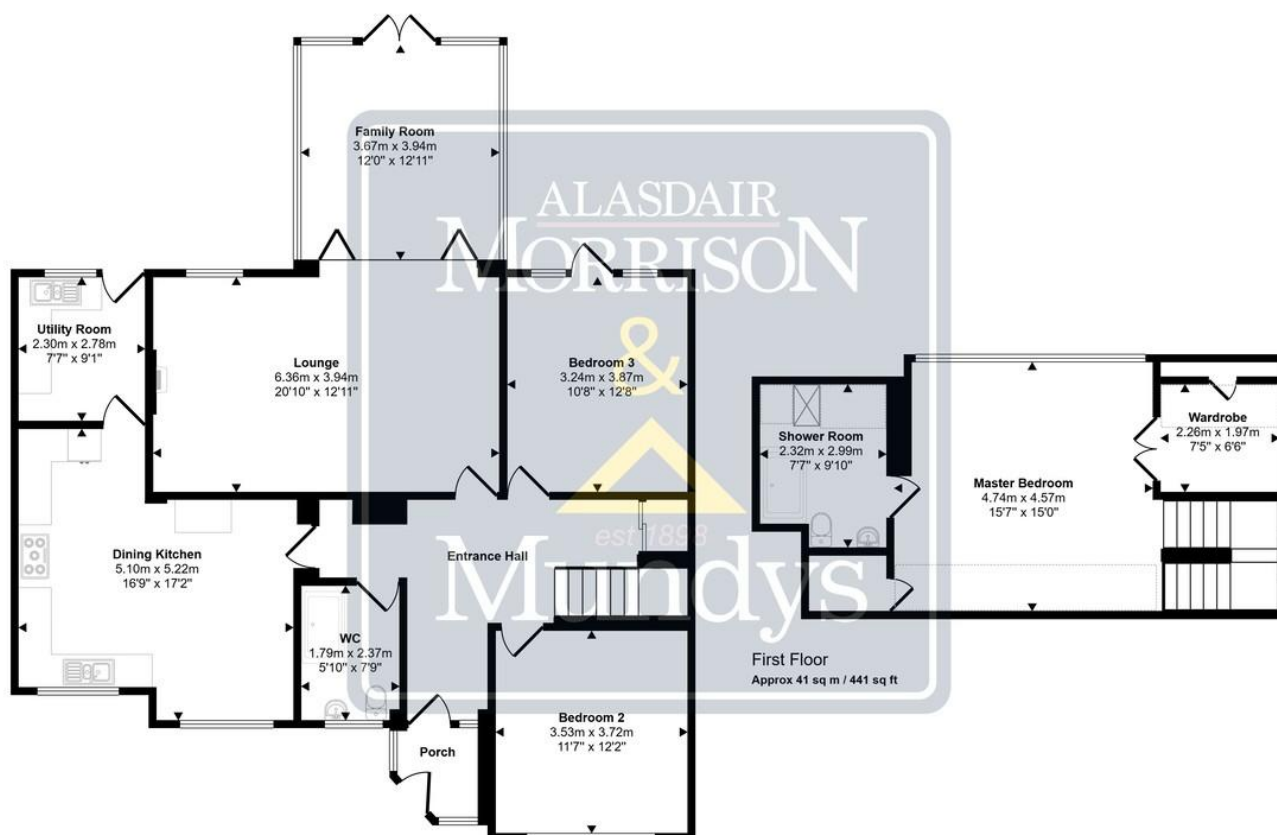 Family Room
3.67m x 3.94m
12'0" x 12'11"
ALASDAIR
MORRISON
&
est 1898
Mundys
Utility Room
2.30m x 2.78m
7'7" x 9'1"
Lounge
6.36m x 3.94m
20'10" x 12'11"
Bedroom 3
3.24m x 3.87m
10'8" x 12'8"
Shower Room
2.32m x 2.99m
7'7" x 9'10"
Wardrobe
2.26m x 1.97m
7'5" x 6'6"
Master Bedroom
4.74m x 4.57m
15'7" x 15'0"
Dining Kitchen
5.10m x 5.22m
16'9" x 17'2"
Entrance Hall
WC
1.79m x 2.37m
5'10" x 7'9"
First Floor
Approx 41 sq m / 441 sq ft
Bedroom 2
3.53m x 3.72m
11'7" x 12'2"
Porch